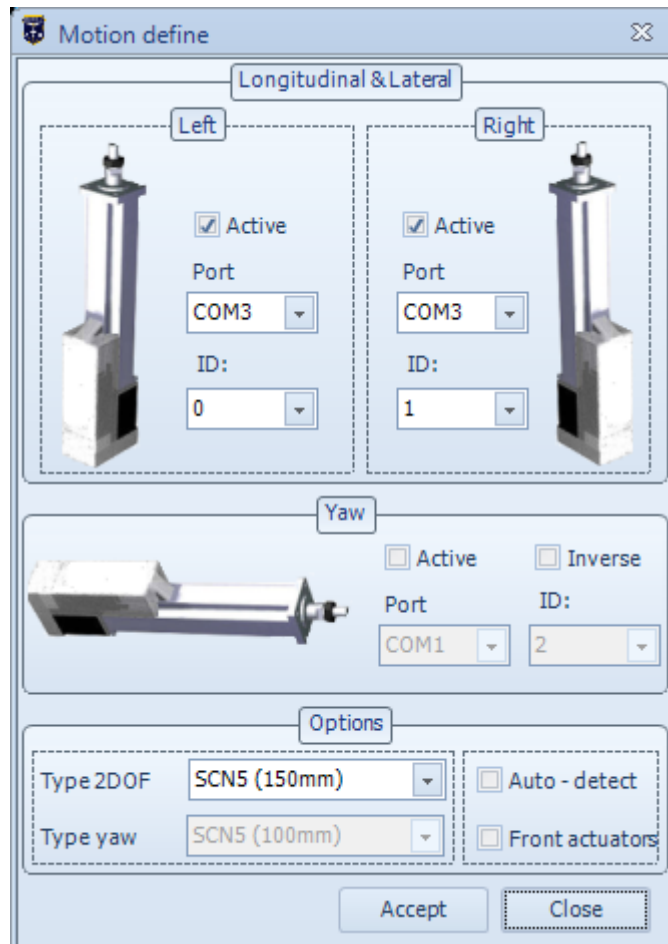 Motion define
Longitudinal & Lateral
Left
Active
Port
COM3
ID:
0
Right
Active
Port
COM3
ID:
1
Yaw
Active
Inverse
Port
COM1
ID:
2
Options
Type 2DOF
SCN5 (150mm)
Type yaw
SCN5 (100mm)
Auto - detect
Front actuators
Accept
Close